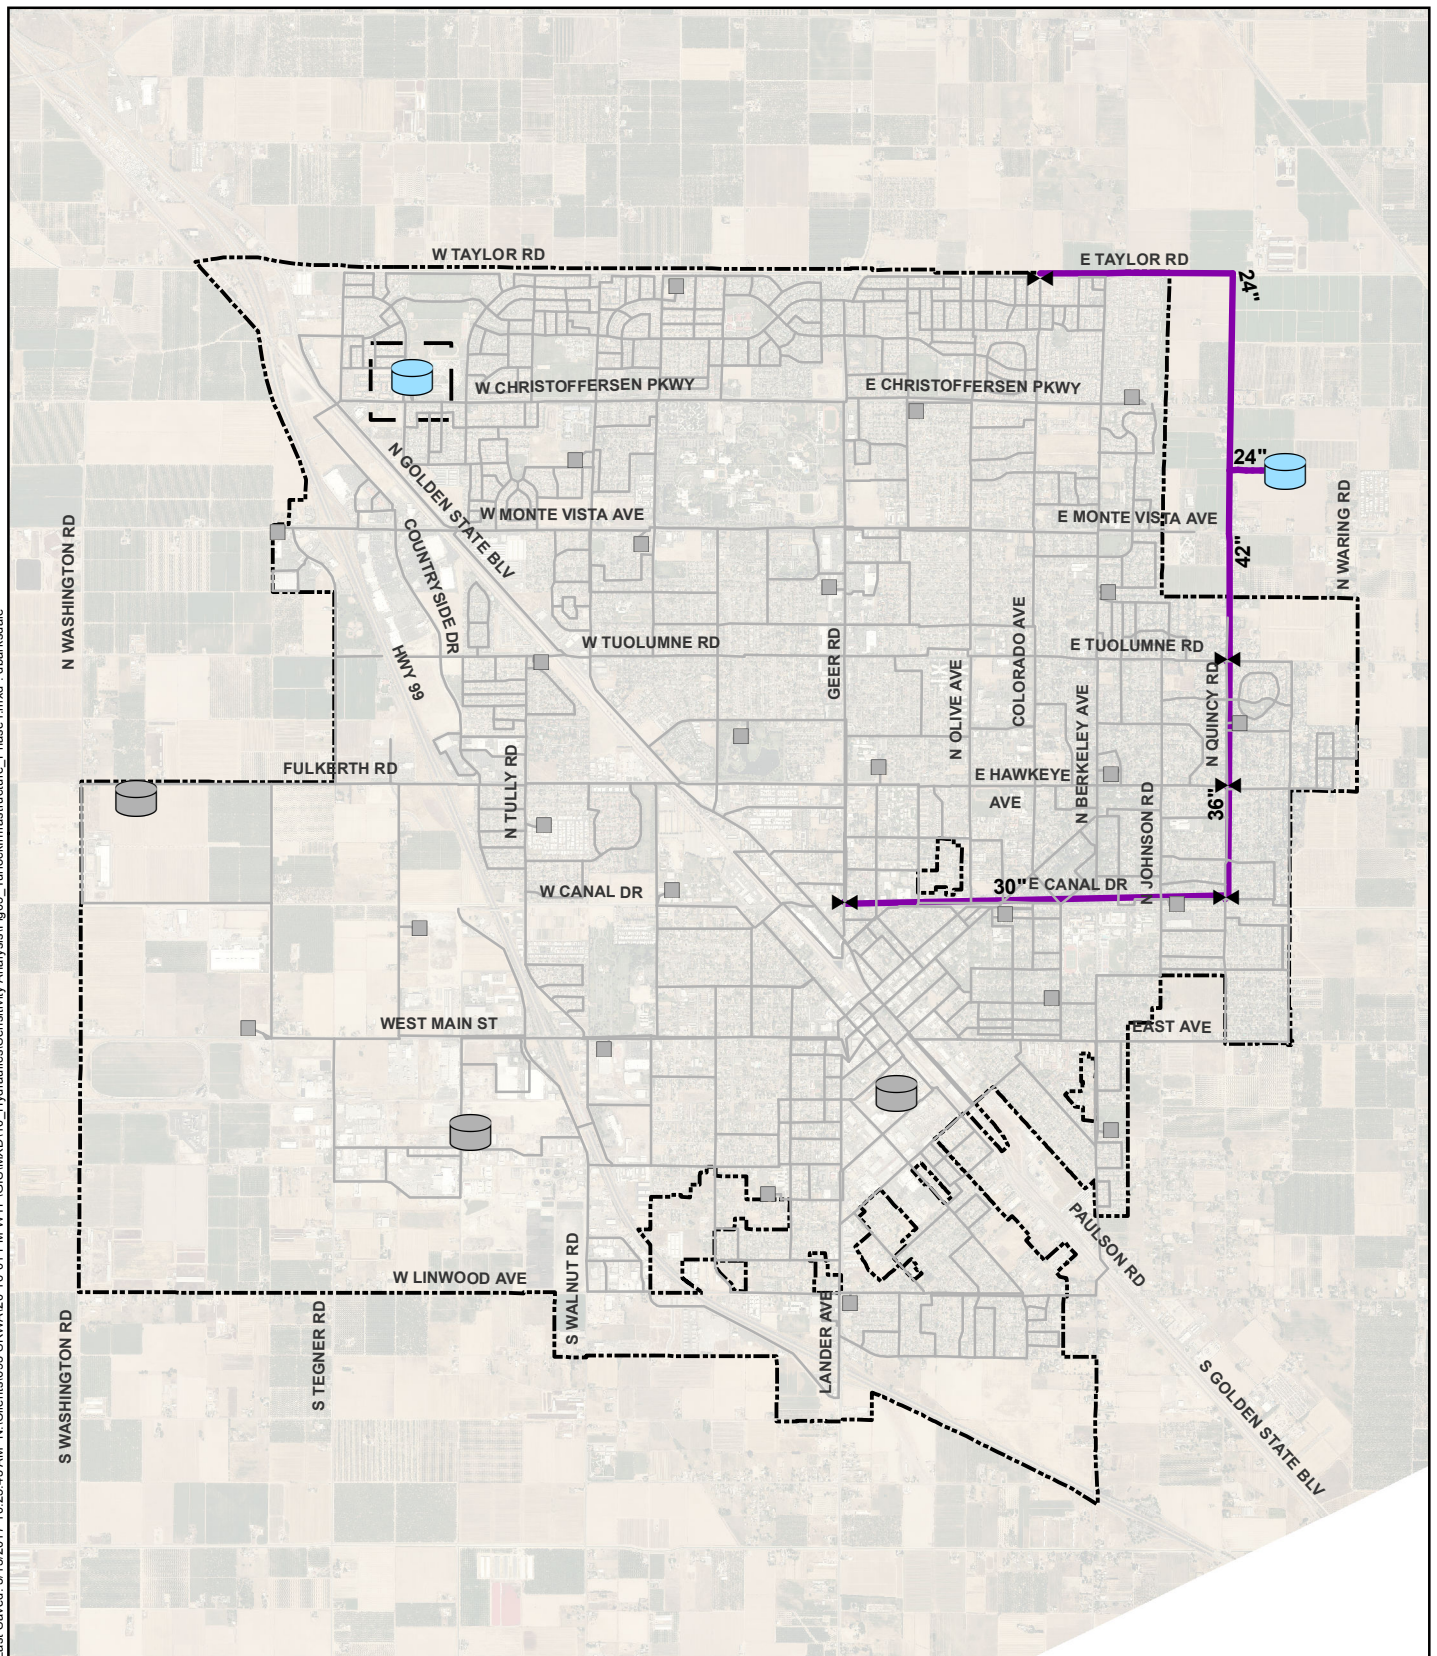 W TAYLOR RD
E TAYLOR RD
24"
W CHRISTOFFERSEN PKWY
E CHRISTOFFERSEN PKWY
24"
N GOLDEN STATE BLV
W MONTE VISTA AVE
E MONTE VISTA AVE
N WARING RD
N WASHINGTON RD
COUNTRYSIDE DR
42"
W TUOLUMNE RD
E TUOLUMNE RD
HWY 99
GEER RD
N OLIVE AVE
COLORADO AVE
N BERKELEY AVE
N QUINCY RD
FULKERTH RD
N TULLY RD
E HAWKEYE
AVE
N JOHNSON RD
36"
W CANAL DR
30"
E CANAL DR
WEST MAIN ST
EAST AVE
PAULSON RD
W LINWOOD AVE
S WALNUT RD
S WASHINGTON RD
S TEGNER RD
LANDER AVE
S GOLDEN STATE BLV